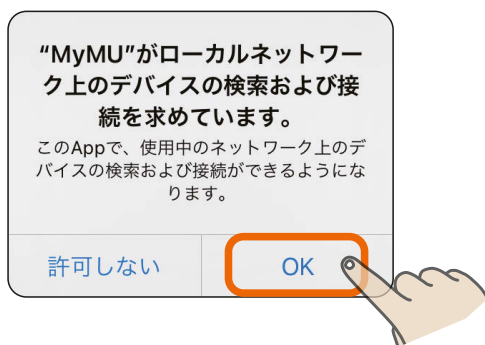 “MyMU”がローカルネットワー
ク上のデバイスの検索および接
続を求めています。
このAppで、使用中のネットワーク上のデ
バイスの検索および接続ができるようにな
ります。
許可しない
OK